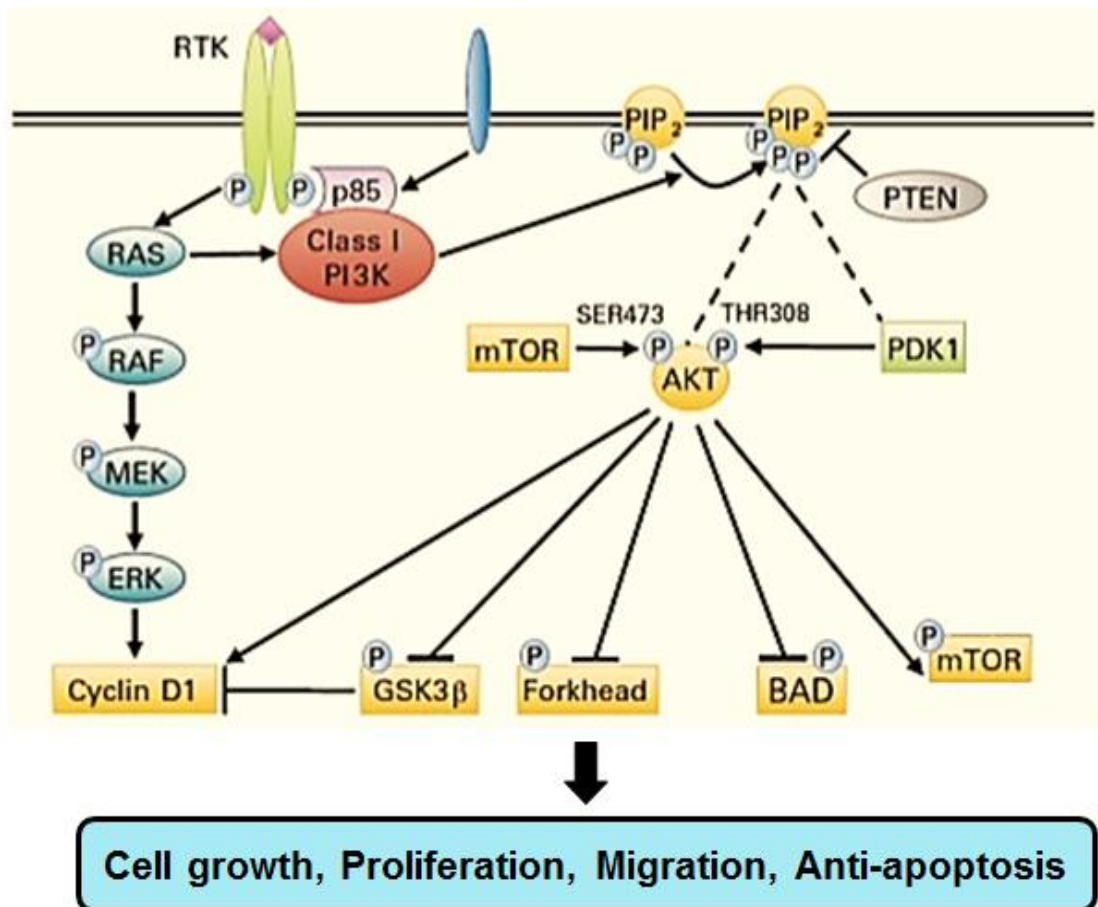 RTK
PIP2
PIP2
P
P
P
P
P
P
P
p85
PTEN
RAS
Class I
PI3K
SER473
THR308
P
RAF
mTOR
P
P
PDK1
AKT
P
MEK
P
ERK
P
P
P
P
mTOR
Cyclin D1
GSK3β
Forkhead
BAD
Cell growth, Proliferation, Migration, Anti-apoptosis